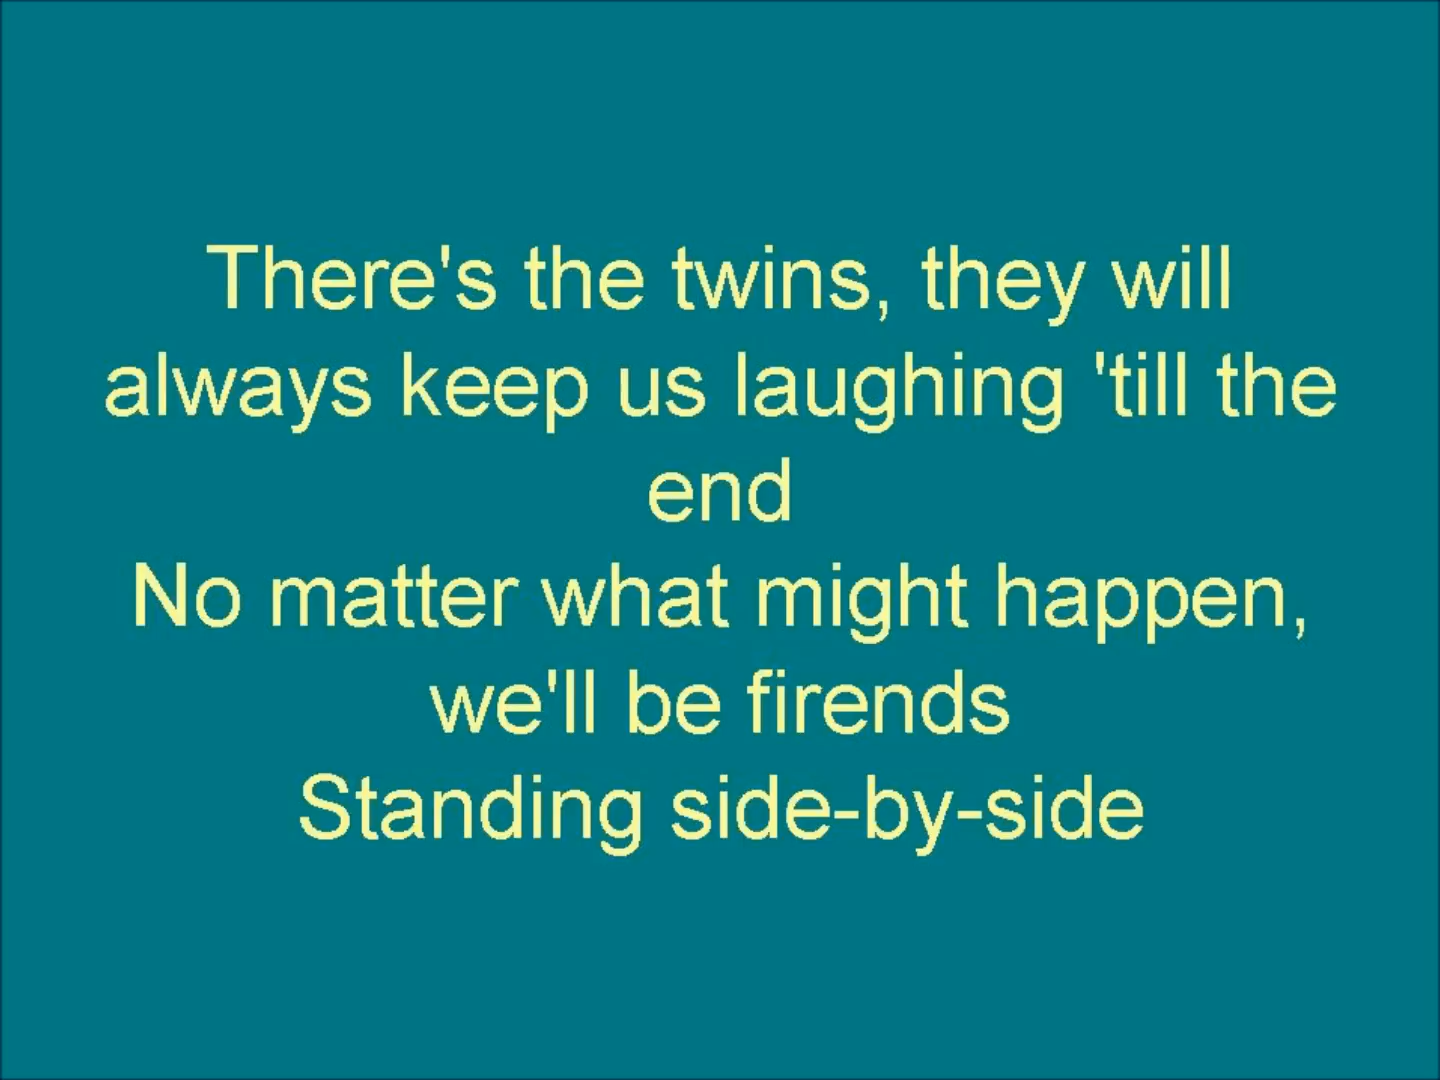 There's the twins, they will
always keep us laughing 'till the
end
No matter what might happen,
we'll be firends
Standing side-by-side